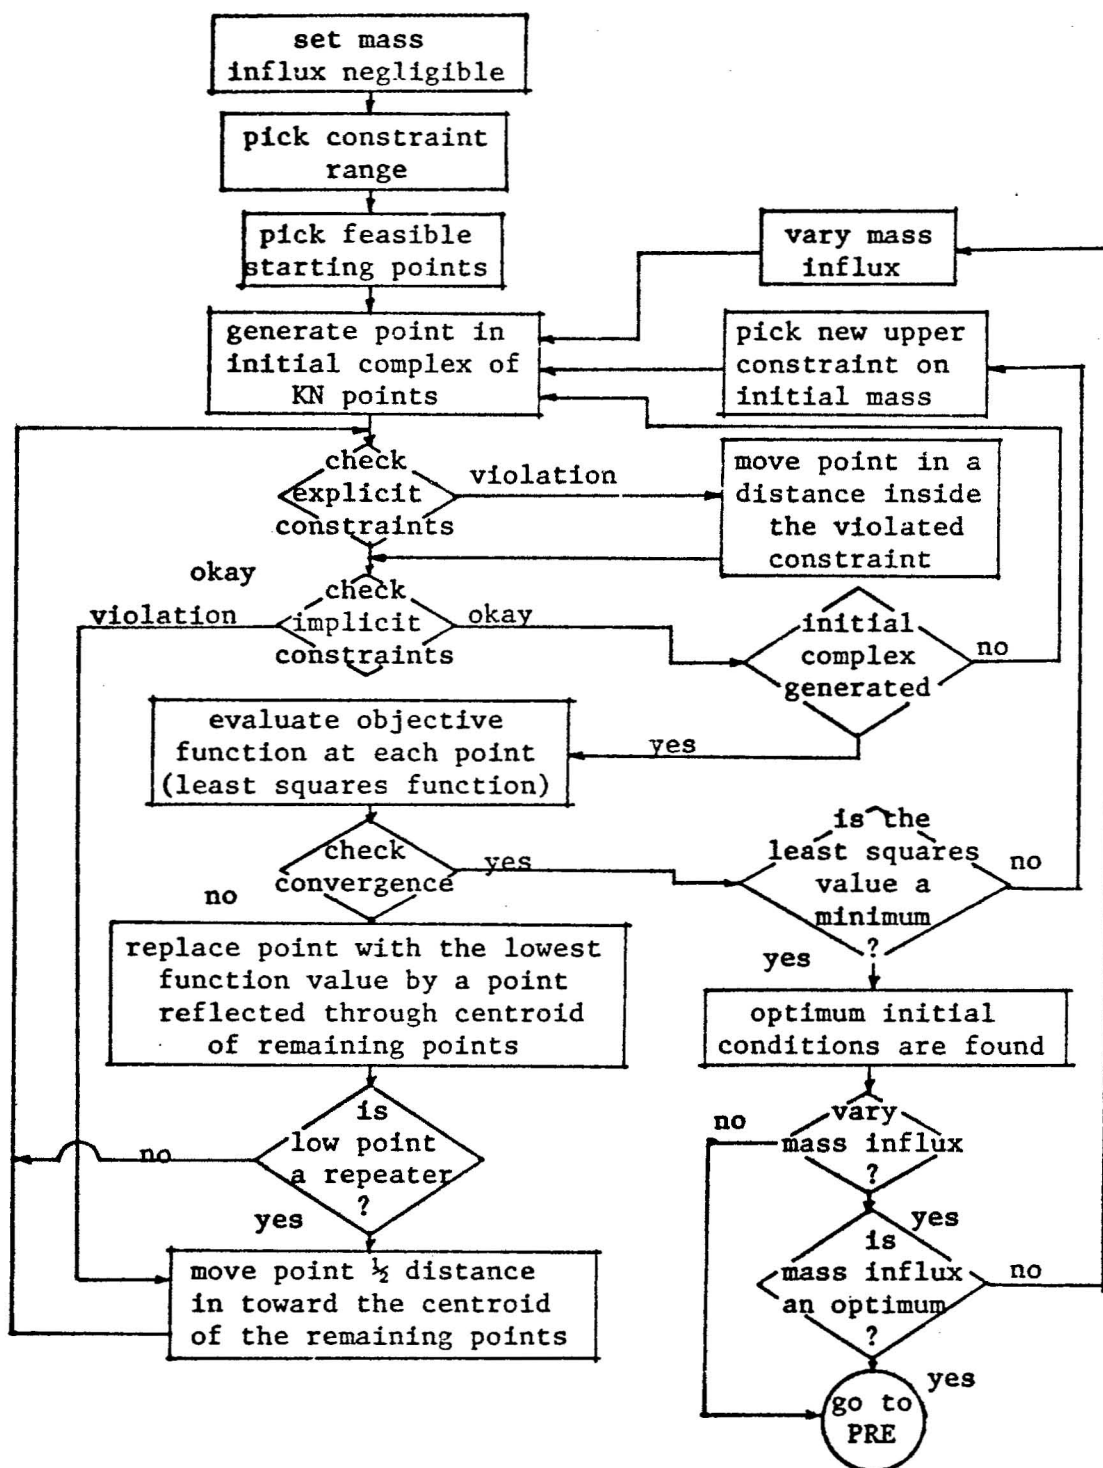 set mass
influx negligible
pick constraint
range
pick feasible
starting points
vary mass
influx
generate point in
initial complex of
KN points
pick new upper
constraint on
initial mass
check
explicit
constraints
violation
move point in a
distance inside
the violated
constraint
okay
check
implicit
constraints
violation
okay
initial
complex
generated
no
yes
evaluate objective
function at each point
(least squares function)
check
convergence
yes
no
is the
least squares
value a
minimum
?
no
yes
replace point with the lowest
function value by a point
reflected through centroid
of remaining points
optimum initial
conditions are found
is
low point
a repeater
?
no
yes
vary
mass influx
?
no
yes
move point ½ distance
in toward the centroid
of the remaining points
is
mass influx
an optimum
?
no
yes
go to
PRE